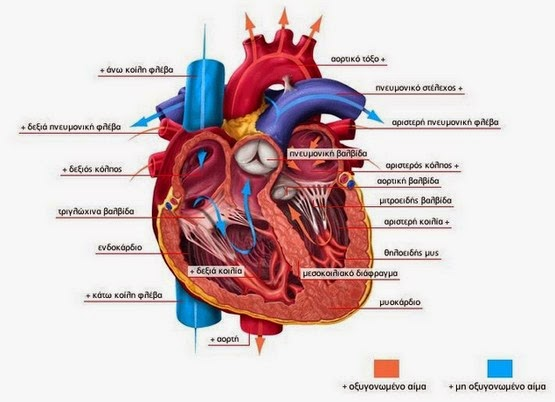 αορτικό τόξο +
+ άνω κοίλη φλέβα
πνευμονικό στέλεχος +
+ δεξιά πνευμονική φλέβα
αριστερή πνευμονική φλέβα
πνευμονική βαλβίδα
+ δεξιός κόλπος
αριστερός κόλπος +
αορτική βαλβίδα
μιτροειδής βαλβίδα
τριγλώχινα βαλβίδα
αριστερή κοιλία +
ενδοκάρδιο
θηλοειδής μυς
+ δεξιά κοιλία
μεσοκοιλιακό διάφραγμα
+ κάτω κοίλη φλέβα
μυοκάρδιο
+ αορτή
+ οξυγονωμένο αίμα
+ μη οξυγονωμένο αίμα